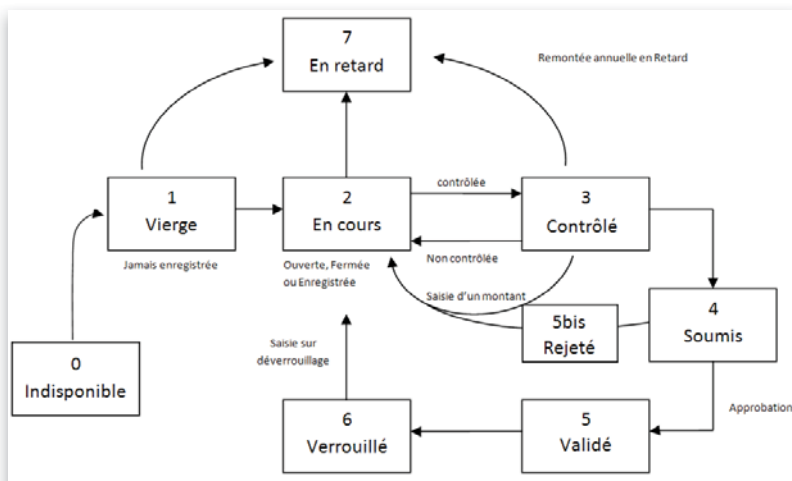 7
En retard
Remontée annuelle en Retard
1
Vierge
2
En cours
contrôlée
3
Contrôlé
Jamais enregistrée
Ouverte, Fermée
ou Enregistrée
Non contrôlée
Saisie d'un montant
5bis
Rejeté
4
Soumis
0
Indisponible
Saisie sur
déverrouillage
6
Verrouillé
5
Validé
Approbation